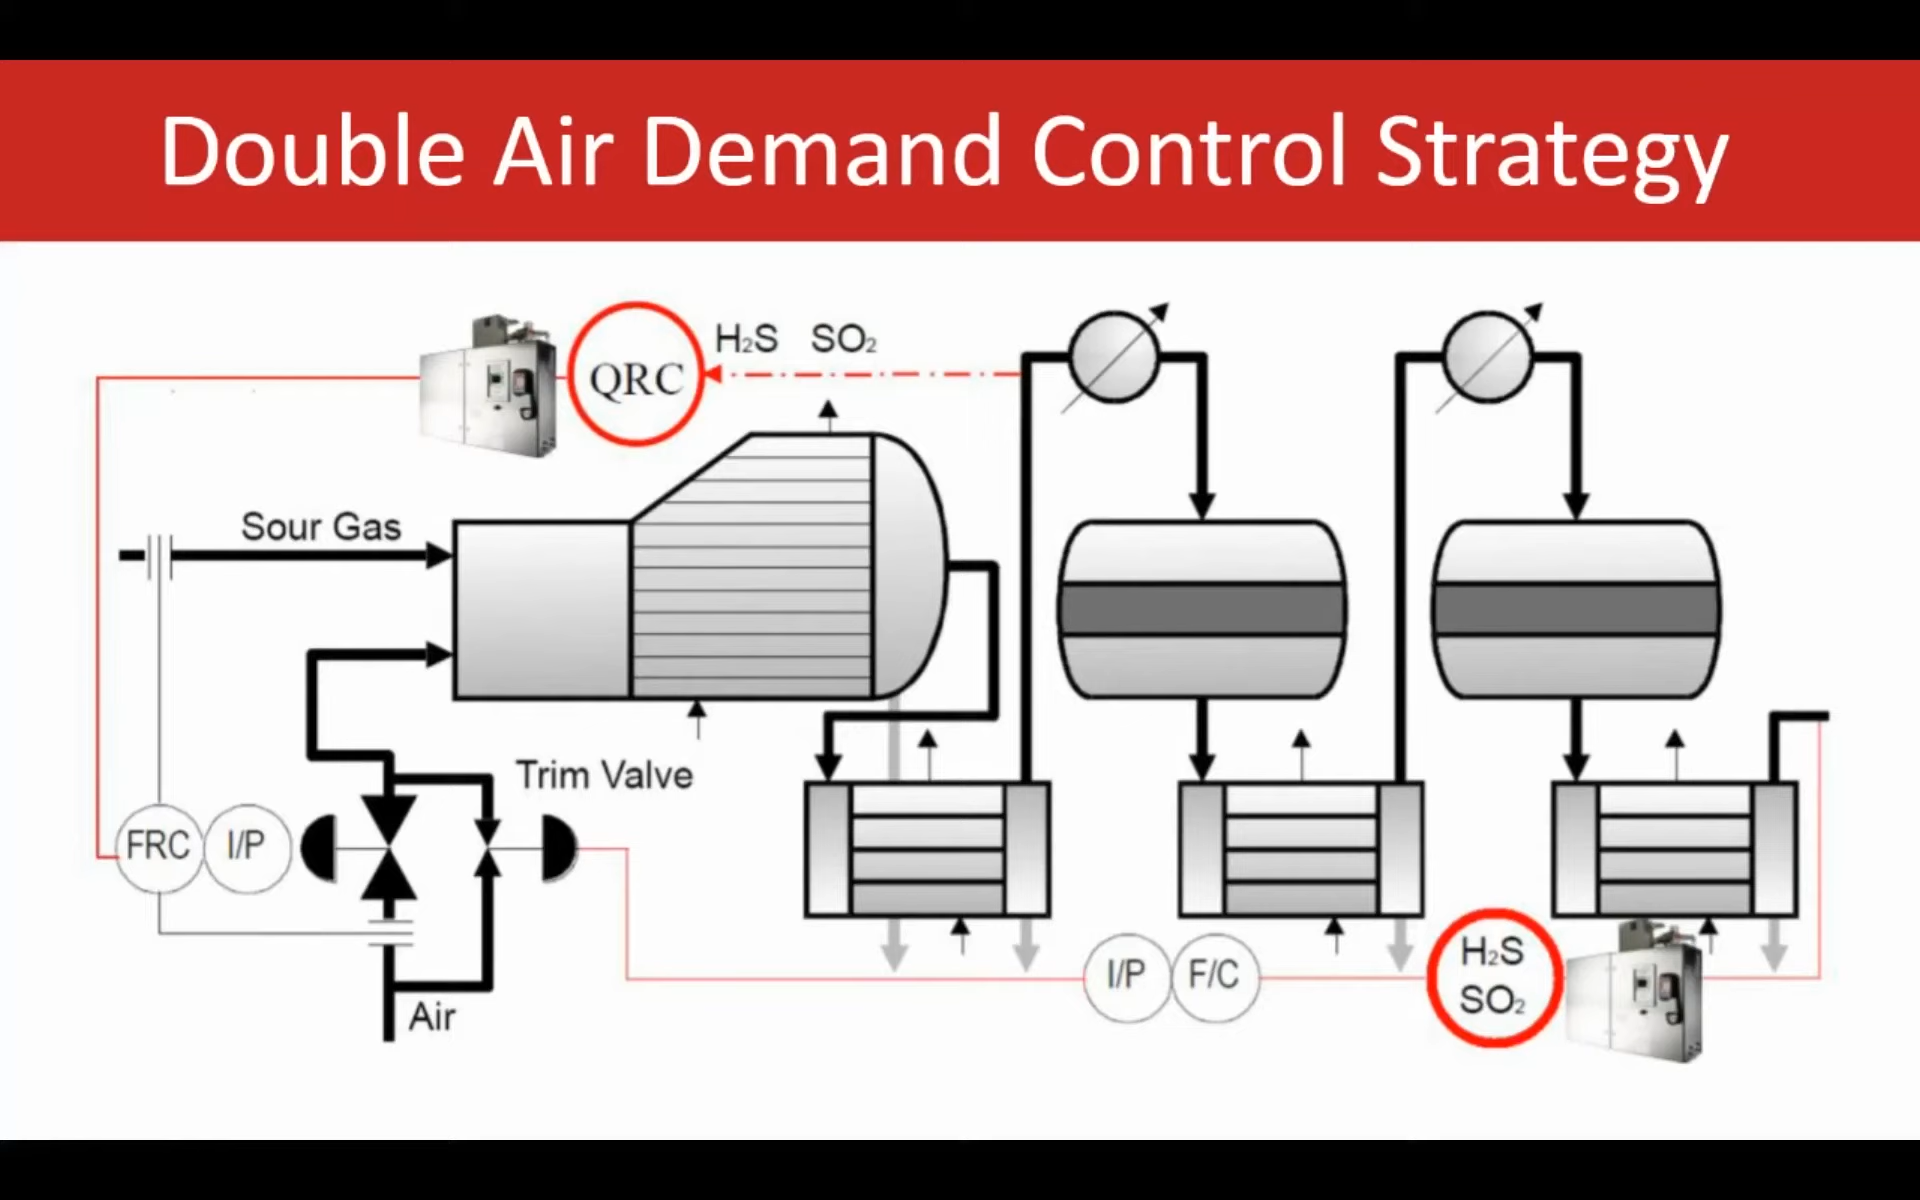 Double Air Demand Control Strategy
QRC
H₂S SO₂
Sour Gas
Trim Valve
FRC
I/P
Air
I/P
F/C
H₂S
SO₂